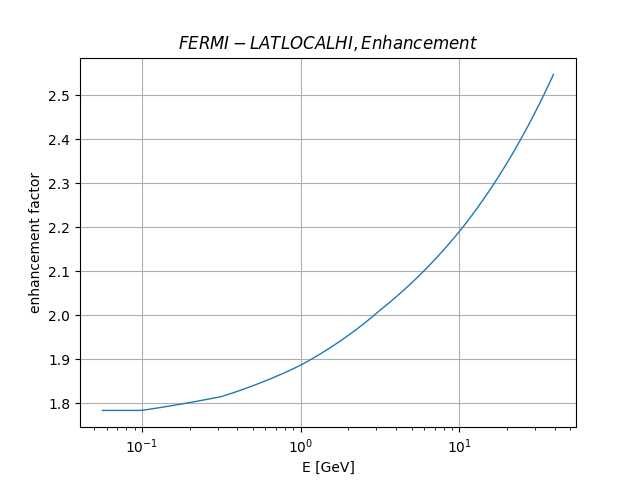 FERMI − LATLOCALHI, Enhancement
enhancement factor
2.5
2.4
2.3
2.2
2.1
2.0
1.9
1.8
10⁻¹ 10⁰ 10¹
E [GeV]